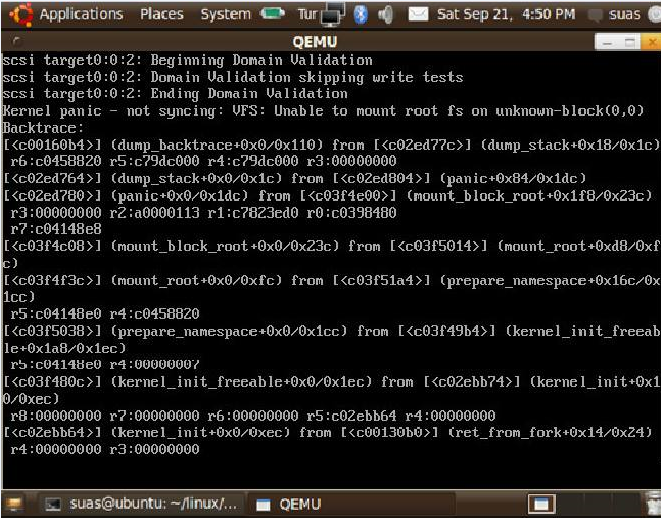 Applications Places System Tur Sat Sep 21, 4:50 PM suas
QEMU
scsi target0:0:2: Beginning Domain Validation
scsi target0:0:2: Domain Validation skipping write tests
scsi target0:0:2: Ending Domain Validation
Kernel panic - not syncing: VFS: Unable to mount root fs on unknown-block(0,0)
Backtrace:
[<c00160b4>] (dump_backtrace+0x0/0x110) from [<c02ed77c>] (dump_stack+0x18/0x1c)
r6:c0458820 r5:c79dc000 r4:c79dc000 r3:00000000
[<c02ed764>] (dump_stack+0x0/0x1c) from [<c02ed804>] (panic+0x84/0x1dc)
[<c02ed780>] (panic+0x0/0x1dc) from [<c03f4e00>] (mount_block_root+0x1f8/0x23c)
r3:00000000 r2:a0000113 r1:c7823ed0 r0:c0398480
r7:c04148e8
[<c03f4c08>] (mount_block_root+0x0/0x23c) from [<c03f5014>] (mount_root+0xd8/0xf
c)
[<c03f4f3c>] (mount_root+0x0/0xfc) from [<c03f51a4>] (prepare_namespace+0x16c/0x
1cc)
r5:c04148e0 r4:c0458820
[<c03f5038>] (prepare_namespace+0x0/0x1cc) from [<c03f49b4>] (kernel_init_freeab
le+0x1a8/0x1ec)
r5:c04148e0 r4:00000007
[<c03f480c>] (kernel_init_freeable+0x0/0x1ec) from [<c02ebb74>] (kernel_init+0x1
0/0xec)
r8:00000000 r7:00000000 r6:00000000 r5:c02ebb64 r4:00000000
[<c02ebb64>] (kernel_init+0x0/0xec) from [<c00130b0>] (ret_from_fork+0x14/0x24)
r4:00000000 r3:00000000
suas@ubuntu: ~/linux/... QEMU